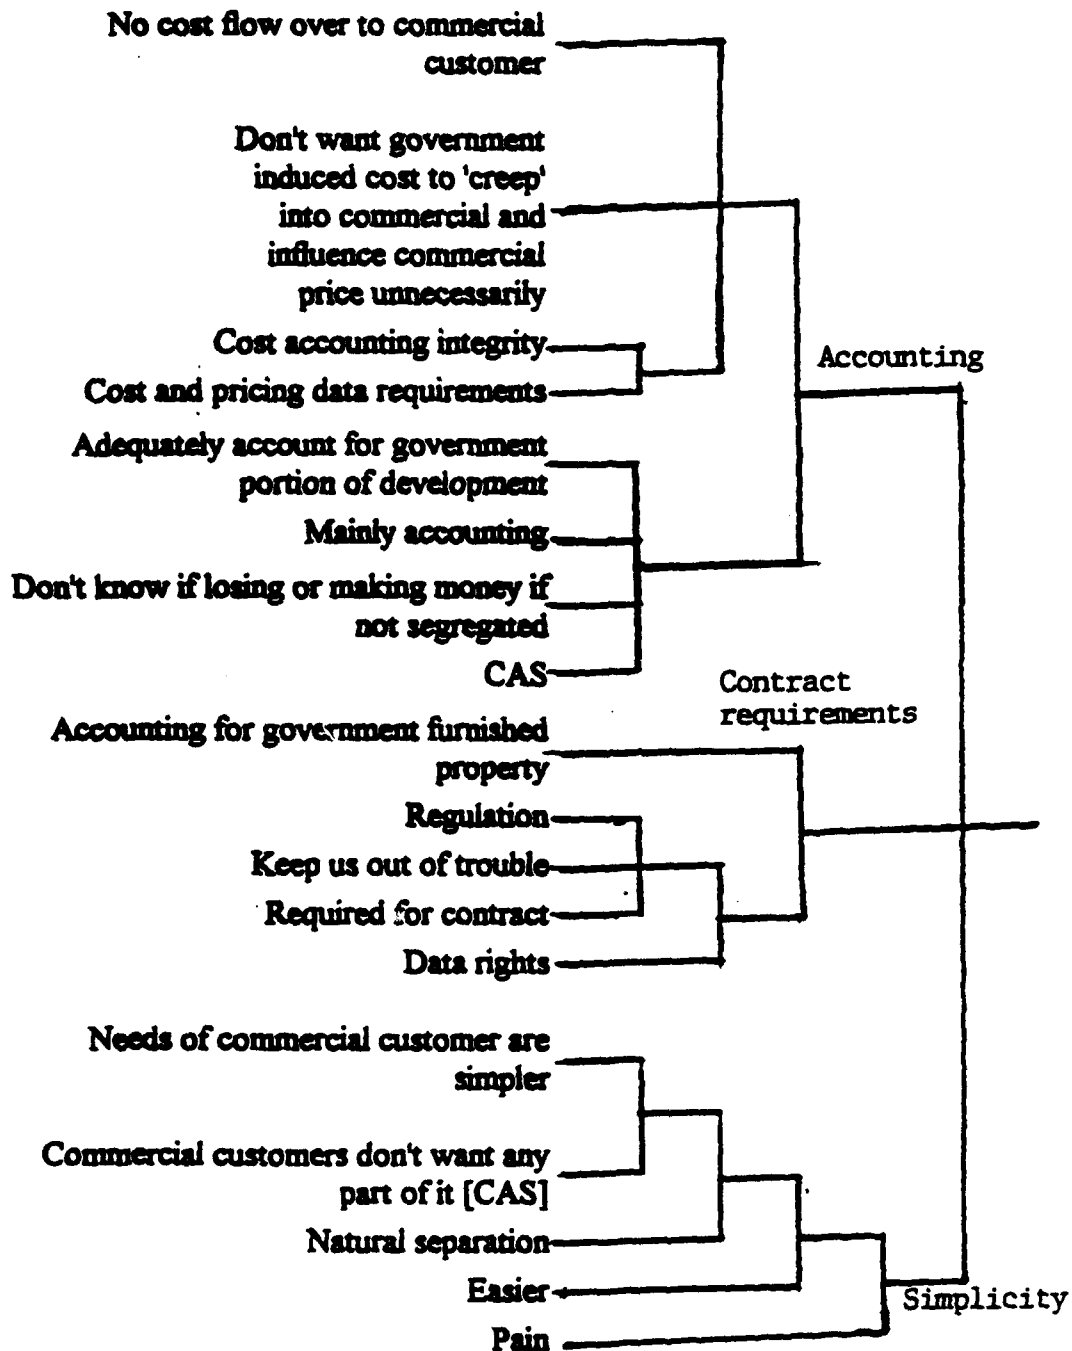 No cost flow over to commercial
customer
Don't want government
induced cost to 'creep'
into commercial and
influence commercial
price unnecessarily
Cost accounting integrity
Accounting
Cost and pricing data requirements
Adequately account for government
portion of development
Mainly accounting
Don't know if losing or making money if
not segregated
CAS
Contract
requirements
Accounting for government furnished
property
Regulation
Keep us out of trouble
Required for contract
Data rights
Needs of commercial customer are
simpler
Commercial customers don't want any
part of it [CAS]
Natural separation
Easier
Simplicity
Pain